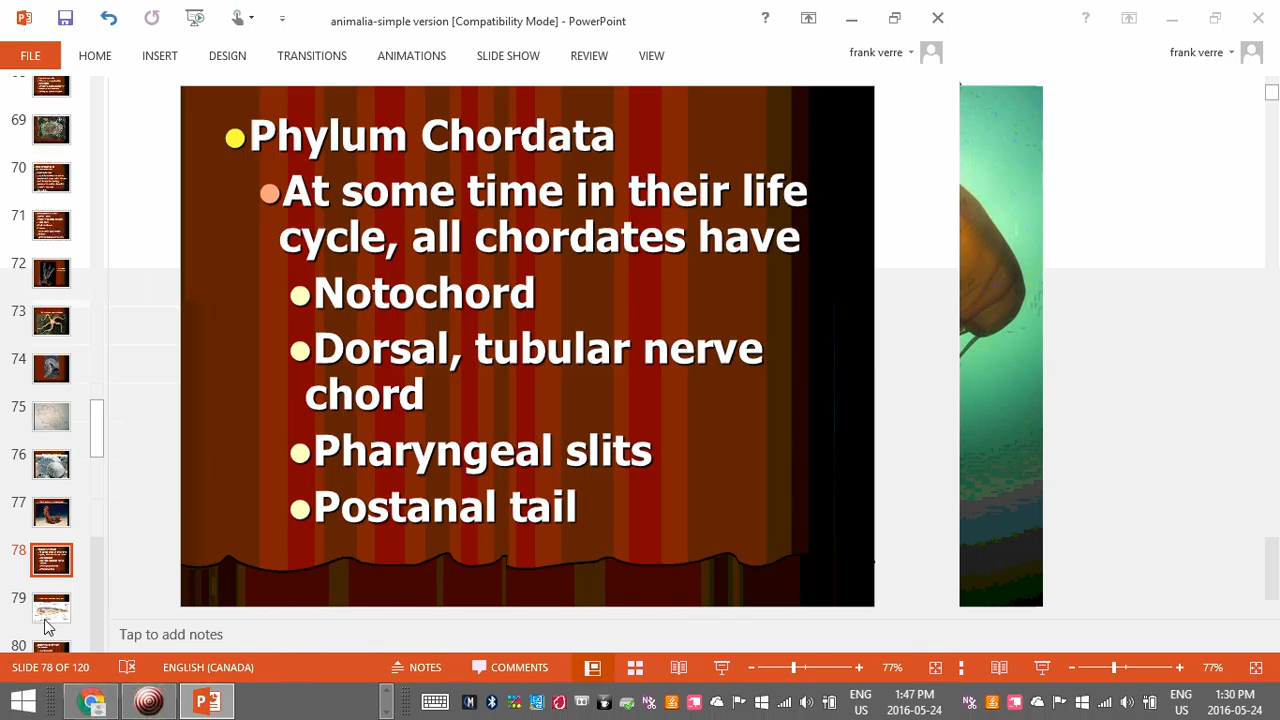 animalia-simple version [Compatibility Mode] - PowerPoint
? ?
FILE HOME INSERT DESIGN TRANSITIONS ANIMATIONS SLIDE SHOW REVIEW VIEW frank verre frank verre
69
70
71
72
73
74
75
76
77
78
79
80
Phylum Chordata
At some time in their life
cycle, all chordates have
Notochord
Dorsal, tubular nerve
chord
Pharyngeal slits
Postanal tail
Tap to add notes
SLIDE 78 OF 120 ENGLISH (CANADA) NOTES COMMENTS 77% 77%
ENG 1:47 PM ENG 1:30 PM
US 2016-05-24 US 2016-05-24